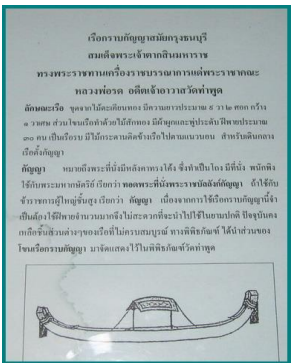 เรือกราบกัญญาสมัยกรุงธนบุรี
สมเด็จพระเจ้าตากสินมหาราช
ทรงพระราชทานเครื่องราชบรรณาการแด่พระราชาคณะ
หลวงพ่อรด อดีตเจ้าอาวาสวัดท่าพูด
ลักษณะเรือ ขุดจากไม้ตะเคียนทอง มีความยาวประมาณ ๙ วา ๒ ศอก กว้าง
๑ วาเศษ ส่วนโขนเรือทำด้วยไม้สักทอง มีผ้าผูกและพู่ประดับฝีพายประมาณ
๓๐ คน เป็นเรือรบ มีไม้กระดานติดข้างเรือไปตามแนวนอน สำหรับเดินกลาง
เรือตั้งกัญญา
กัญญา หมายถึงพระที่นั่งมีหลังคาทรงโค้ง ซึ่งทำเป็นโถง มีที่นั่ง พนักพิง
ใช้กับพระมหากษัตริย์ เรียกว่า ทอดพระที่นั่งราชบัลลังก์กัญญา ถ้าใช้กับ
ข้าราชการผู้ใหญ่ชั้นสูง เรียกว่า กัญญา เนื่องจากการใช้เรือกราบกัญญานี้จำ
เป็นต้องใช้ฝีพายจำนวนมากจึงไม่สะดวกที่จะนำไปใช้ในยามปกติ ปัจจุบันคง
เหลือชิ้นส่วนต่างๆของเรือที่ไม่ครบสมบูรณ์ ทางพิพิธภัณฑ์ ได้นำส่วนของ
โขนเรือกราบกัญญา มาจัดแสดงไว้ในพิพิธภัณฑ์วัดท่าพูด